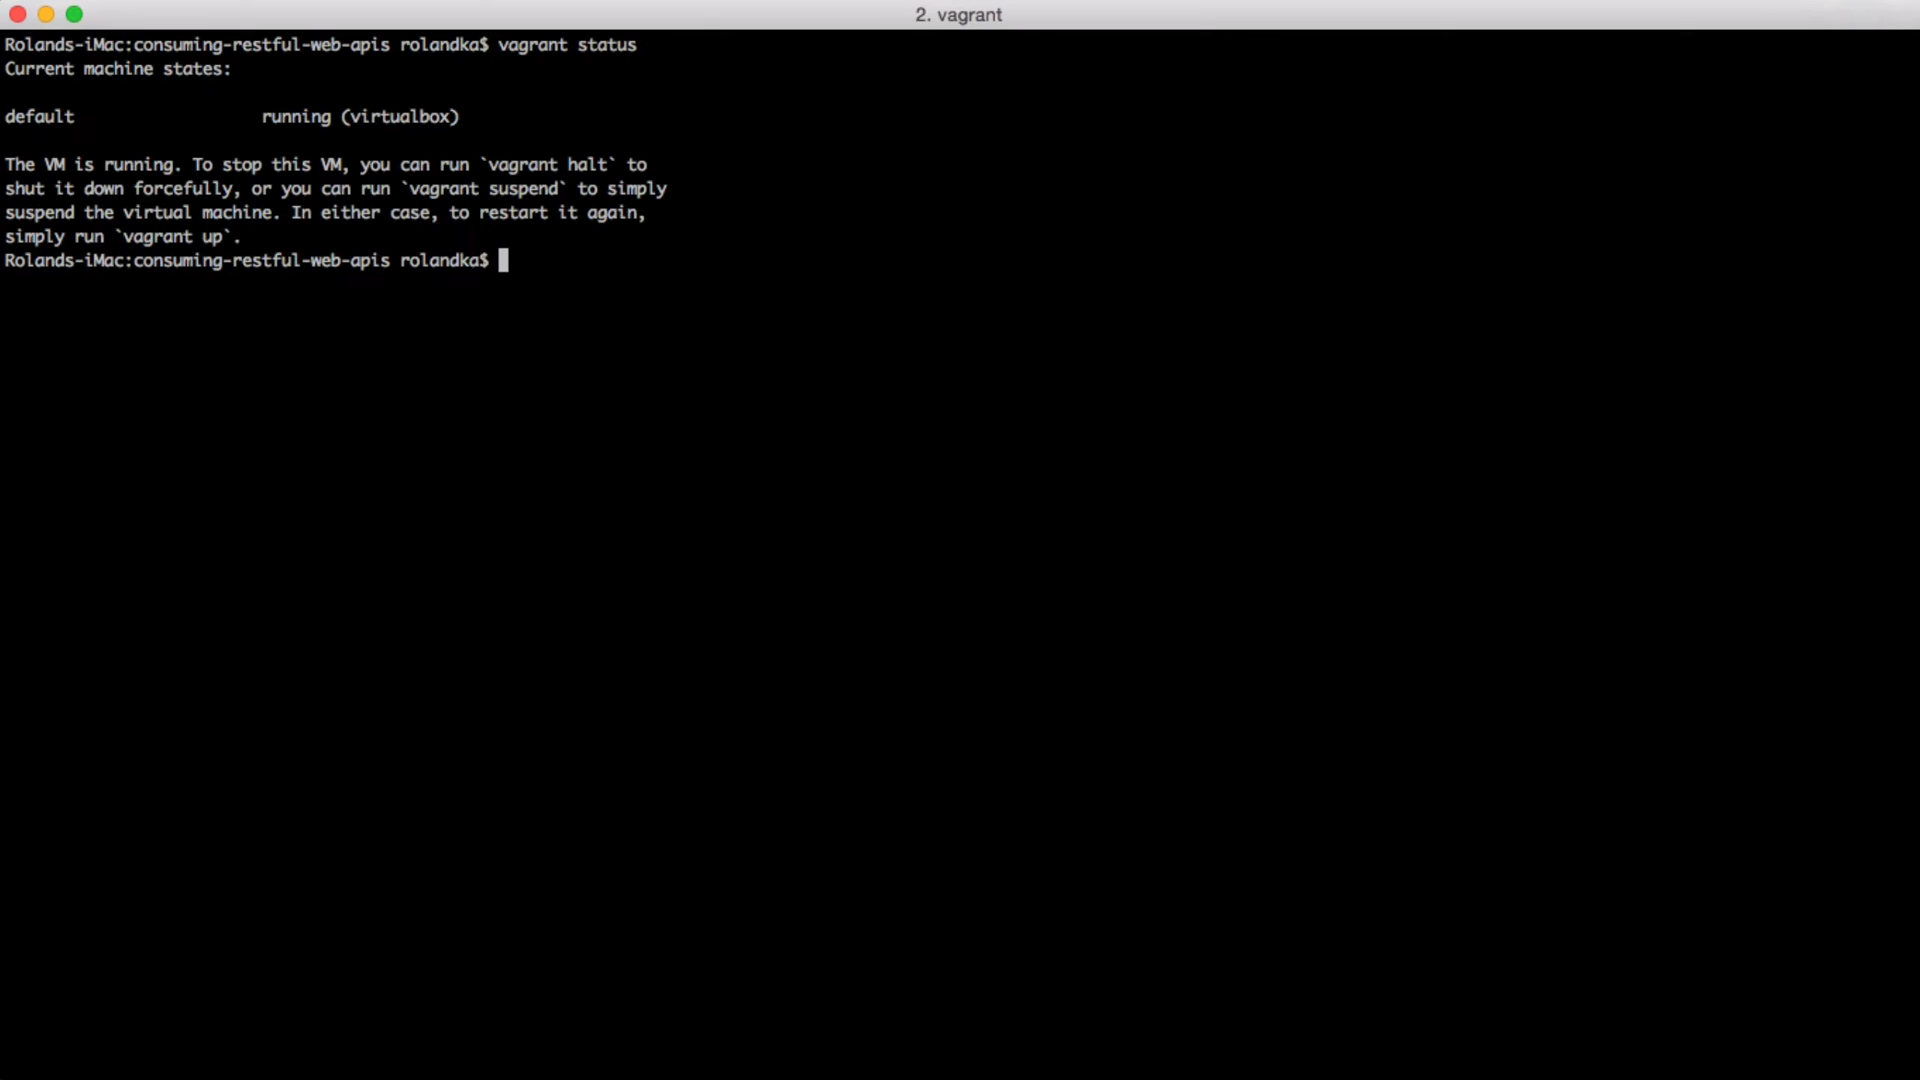 2. vagrant
Rolands-iMac:consuming-restful-web-apis rolandka$ vagrant status
Current machine states:
default                   running (virtualbox)
The VM is running. To stop this VM, you can run `vagrant halt` to
shut it down forcefully, or you can run `vagrant suspend` to simply
suspend the virtual machine. In either case, to restart it again,
simply run `vagrant up`.
Rolands-iMac:consuming-restful-web-apis rolandka$